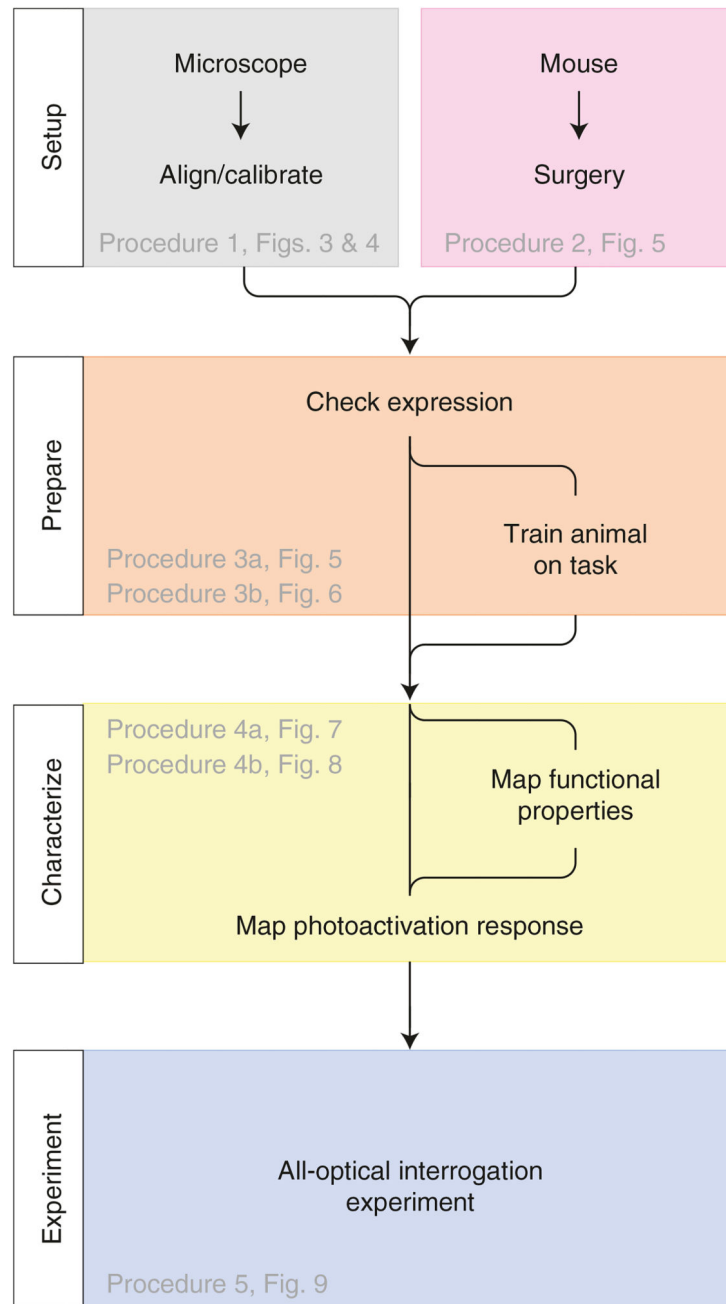 Setup
Microscope
Align/calibrate
Procedure 1, Figs. 3 & 4
Mouse
Surgery
Procedure 2, Fig. 5
Prepare
Check expression
Train animal
on task
Procedure 3a, Fig. 5
Procedure 3b, Fig. 6
Characterize
Procedure 4a, Fig. 7
Procedure 4b, Fig. 8
Map functional
properties
Map photoactivation response
Experiment
All-optical interrogation
experiment
Procedure 5, Fig. 9